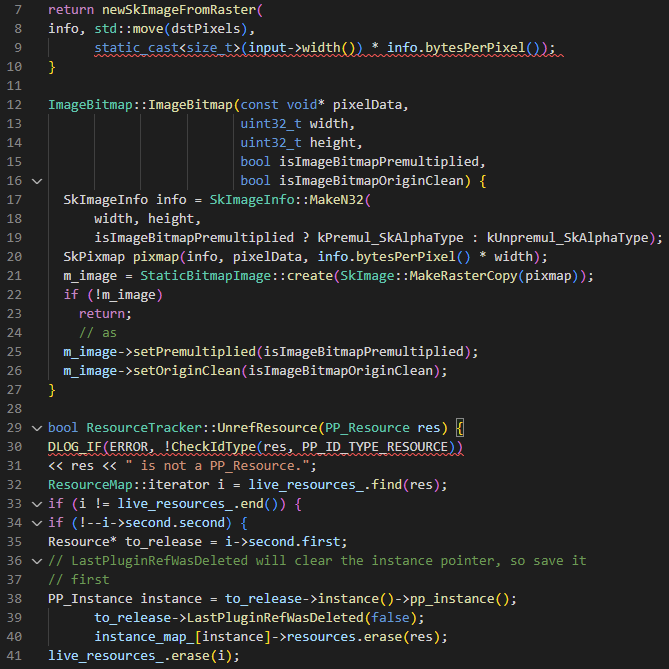 7 return newSkImageFromRaster(
8 info, std::move(dstPixels),
9 static_cast<size_t>(input->width()) * info.bytesPerPixel());
10 }
11
12 ImageBitmap::ImageBitmap(const void* pixelData,
13 uint32_t width,
14 uint32_t height,
15 bool isImageBitmapPremultiplied,
16 bool isImageBitmapOriginClean) {
17 SkImageInfo info = SkImageInfo::MakeN32(
18 width, height,
19 isImageBitmapPremultiplied ? kPremul_SkAlphaType : kUnpremul_SkAlphaType);
20 SkPixmap pixmap(info, pixelData, info.bytesPerPixel() * width);
21 m_image = StaticBitmapImage::create(SkImage::MakeRasterCopy(pixmap));
22 if (!m_image)
23 return;
24 // as
25 m_image->setPremultiplied(isImageBitmapPremultiplied);
26 m_image->setOriginClean(isImageBitmapOriginClean);
27 }
28
29 bool ResourceTracker::UnrefResource(PP_Resource res) {
30 DLOG_IF(ERROR, !CheckIdType(res, PP_ID_TYPE_RESOURCE))
31 << res << " is not a PP_Resource.";
32 ResourceMap::iterator i = live_resources_.find(res);
33 if (i != live_resources_.end()) {
34 if (!--i->second.second) {
35 Resource* to_release = i->second.first;
36 // LastPluginRefWasDeleted will clear the instance pointer, so save it
37 // first
38 PP_Instance instance = to_release->instance()->pp_instance();
39 to_release->LastPluginRefWasDeleted(false);
40 instance_map_[instance]->resources.erase(res);
41 live_resources_.erase(i);